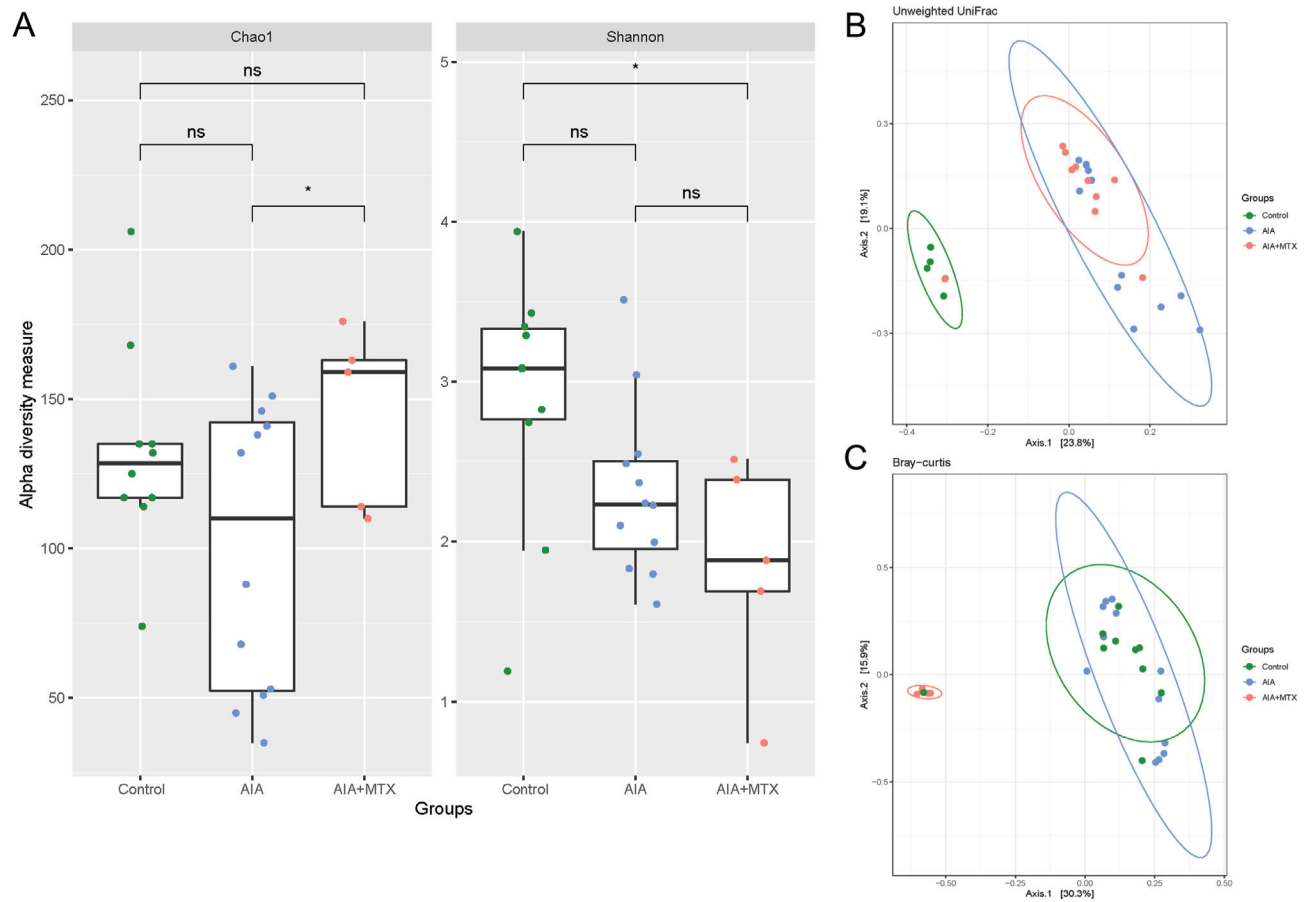 A
Chao1
Shannon
ns
ns
*
*
ns
ns
Alpha diversity measure
250
200
150
100
50
5
4
3
2
1
Control
AIA
AIA+MTX
Control
AIA
AIA+MTX
Groups
B
Unweighted UniFrac
Axis.2 [19.1%]
0.3
0.0
−0.3
−0.4
−0.2
0.0
0.2
Axis.1 [23.8%]
Groups
Control
AIA
AIA+MTX
C
Bray−curtis
Axis.2 [15.9%]
0.5
0.0
−0.5
−0.50
−0.25
0.00
0.25
0.50
Axis.1 [30.3%]
Groups
Control
AIA
AIA+MTX